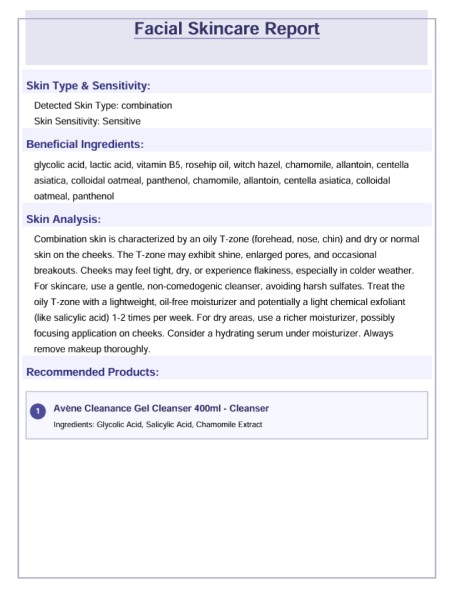 Facial Skincare Report
Skin Type & Sensitivity:
Detected Skin Type: combination
Skin Sensitivity: Sensitive
Beneficial Ingredients:
glycolic acid, lactic acid, vitamin B5, rosehip oil, witch hazel, chamomile, allantoin, centella
asiatica, colloidal oatmeal, panthenol, chamomile, allantoin, centella asiatica, colloidal
oatmeal, panthenol
Skin Analysis:
Combination skin is characterized by an oily T-zone (forehead, nose, chin) and dry or normal
skin on the cheeks. The T-zone may exhibit shine, enlarged pores, and occasional
breakouts. Cheeks may feel tight, dry, or experience flakiness, especially in colder weather.
For skincare, use a gentle, non-comedogenic cleanser, avoiding harsh sulfates. Treat the
oily T-zone with a lightweight, oil-free moisturizer and potentially a light chemical exfoliant
(like salicylic acid) 1-2 times per week. For dry areas, use a richer moisturizer, possibly
focusing application on cheeks. Consider a hydrating serum under moisturizer. Always
remove makeup thoroughly.
Recommended Products:
1 Avène Cleanance Gel Cleanser 400ml - Cleanser
Ingredients: Glycolic Acid, Salicylic Acid, Chamomile Extract